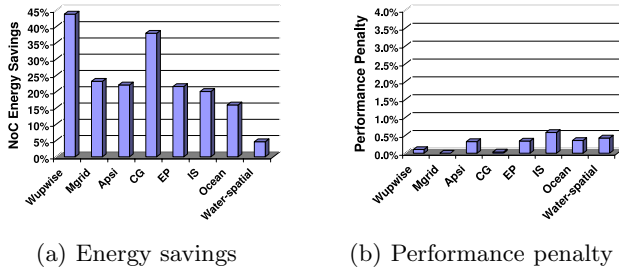 NoC Energy Savings
45%
40%
35%
30%
25%
20%
15%
10%
5%
0%
Wupwise
Mgrid
Apsi
CG
EP
IS
Ocean
Water-spatial
(a) Energy savings
Performance Penalty
4.0%
3.5%
3.0%
2.5%
2.0%
1.5%
1.0%
0.5%
0.0%
Wupwise
Mgrid
Apsi
CG
EP
IS
Ocean
Water-spatial
(b) Performance penalty